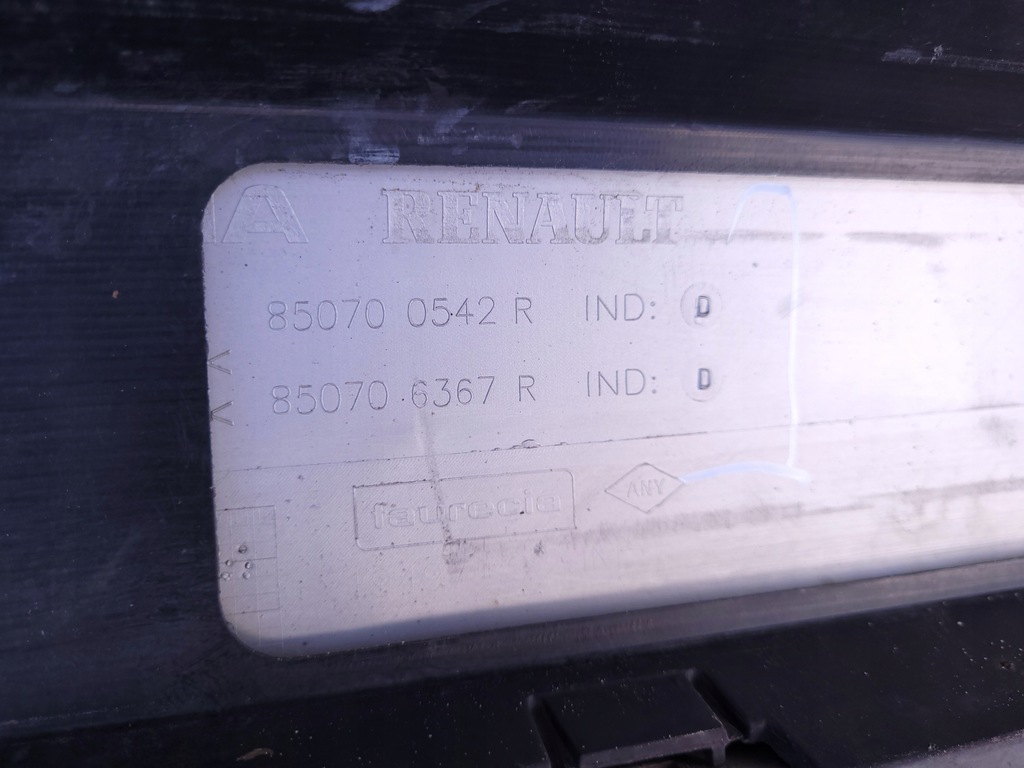 A RENAULT
85070 0542 R IND: D
85070 6367 R IND: D
faurecia ANY